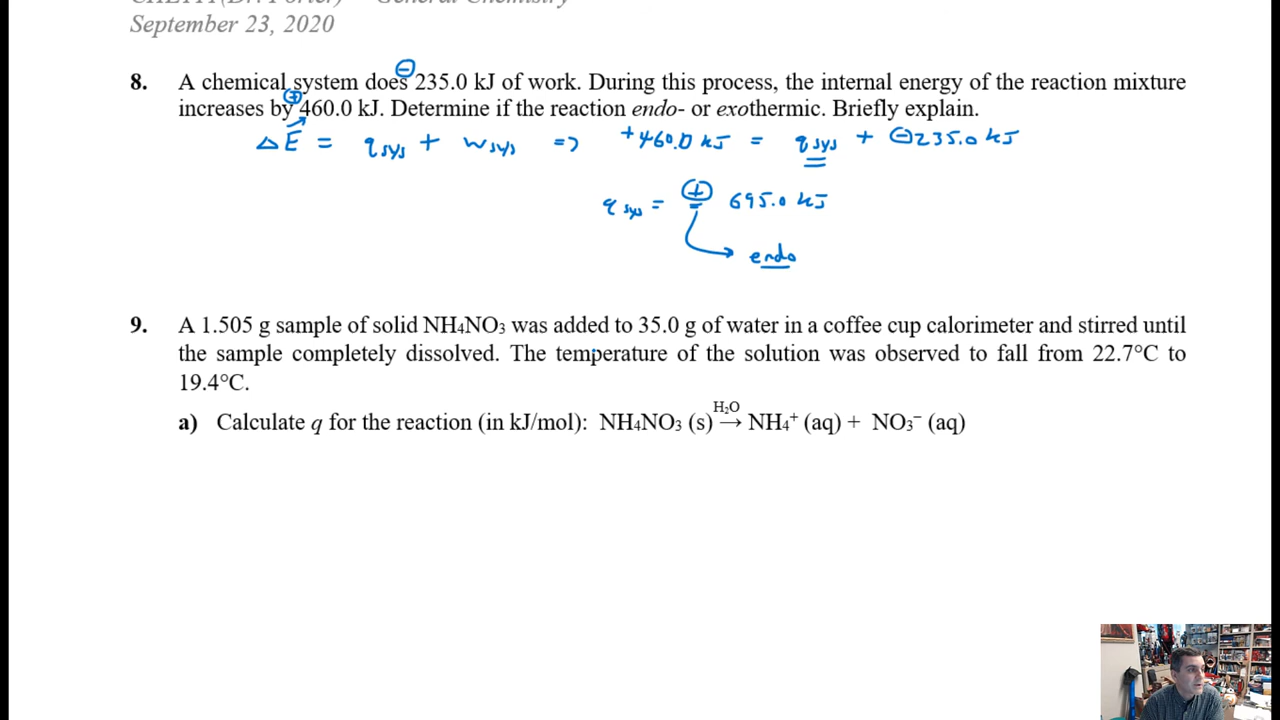 September 23, 2020
8. A chemical system does ⊖ 235.0 kJ of work. During this process, the internal energy of the reaction mixture
increases by ⊕ 460.0 kJ. Determine if the reaction endo- or exothermic. Briefly explain.
ΔE = qsys + wsys => +460.0 kJ = qsys + ⊖235.0 kJ
qsys = ⊕ 695.0 kJ
endo
9. A 1.505 g sample of solid NH₄NO₃ was added to 35.0 g of water in a coffee cup calorimeter and stirred until
the sample completely dissolved. The temperature of the solution was observed to fall from 22.7°C to
19.4°C.
a) Calculate q for the reaction (in kJ/mol): NH₄NO₃ (s) H₂O→ NH₄⁺ (aq) + NO₃⁻ (aq)